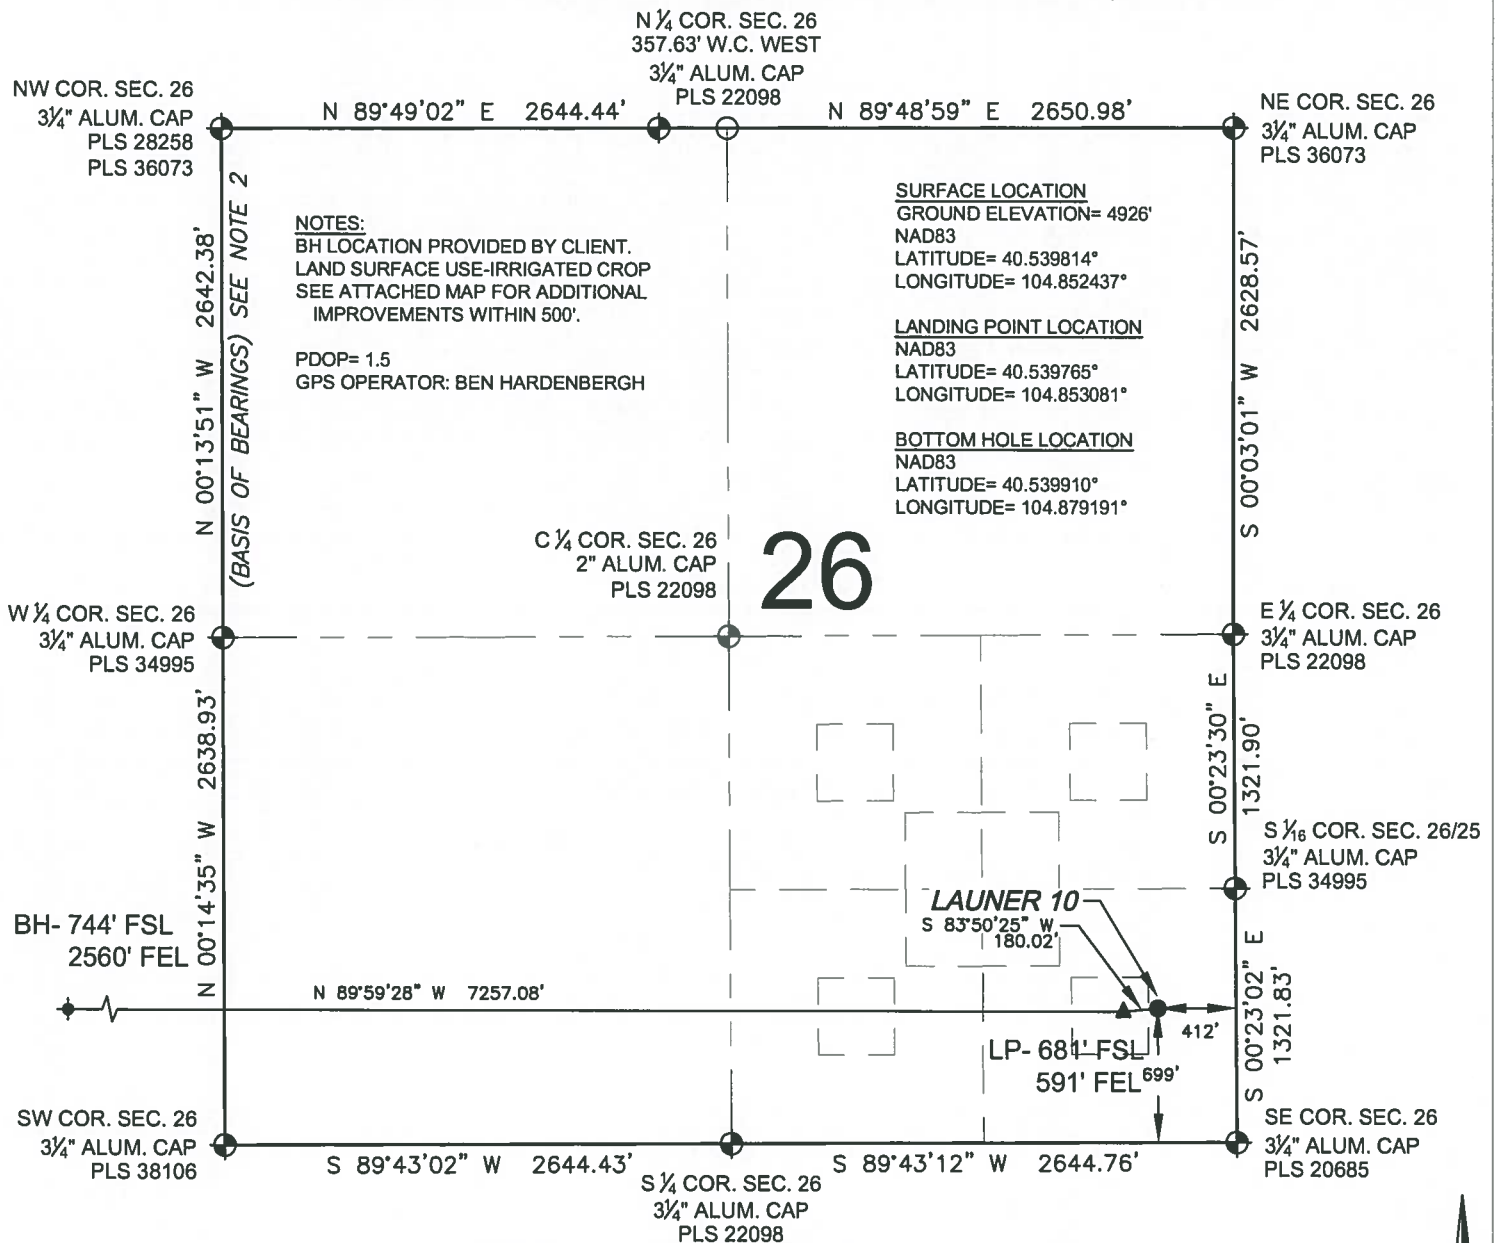 N ¼ COR. SEC. 26
357.63' W.C. WEST
3¼" ALUM. CAP
PLS 22098
NW COR. SEC. 26
3¼" ALUM. CAP
PLS 28258
PLS 36073
N 89°49'02" E 2644.44'
N 89°48'59" E 2650.98'
NE COR. SEC. 26
3¼" ALUM. CAP
PLS 36073
N 00°13'51" W 2642.38'
(BASIS OF BEARINGS) SEE NOTE 2
NOTES:
BH LOCATION PROVIDED BY CLIENT.
LAND SURFACE USE-IRRIGATED CROP
SEE ATTACHED MAP FOR ADDITIONAL
IMPROVEMENTS WITHIN 500'.
PDOP= 1.5
GPS OPERATOR: BEN HARDENBERGH
SURFACE LOCATION
GROUND ELEVATION= 4926'
NAD83
LATITUDE= 40.539814°
LONGITUDE= 104.852437°
LANDING POINT LOCATION
NAD83
LATITUDE= 40.539765°
LONGITUDE= 104.853081°
BOTTOM HOLE LOCATION
NAD83
LATITUDE= 40.539910°
LONGITUDE= 104.879191°
S 00°03'01" W 2628.57'
C ¼ COR. SEC. 26
2" ALUM. CAP
PLS 22098
26
W ¼ COR. SEC. 26
3¼" ALUM. CAP
PLS 34995
E ¼ COR. SEC. 26
3¼" ALUM. CAP
PLS 22098
N 00°14'35" W 2638.93'
S 00°23'30" E
1321.90'
S 1⁄16 COR. SEC. 26/25
3¼" ALUM. CAP
PLS 34995
LAUNER 10
S 83°50'25" W
180.02'
BH- 744' FSL
2560' FEL
N 89°59'28" W 7257.08'
412'
LP- 681' FSL
591' FEL
699'
S 00°23'02" E
1321.83'
SW COR. SEC. 26
3¼" ALUM. CAP
PLS 38106
S 89°43'02" W 2644.43'
S ¼ COR. SEC. 26
3¼" ALUM. CAP
PLS 22098
S 89°43'12" W 2644.76'
SE COR. SEC. 26
3¼" ALUM. CAP
PLS 20685